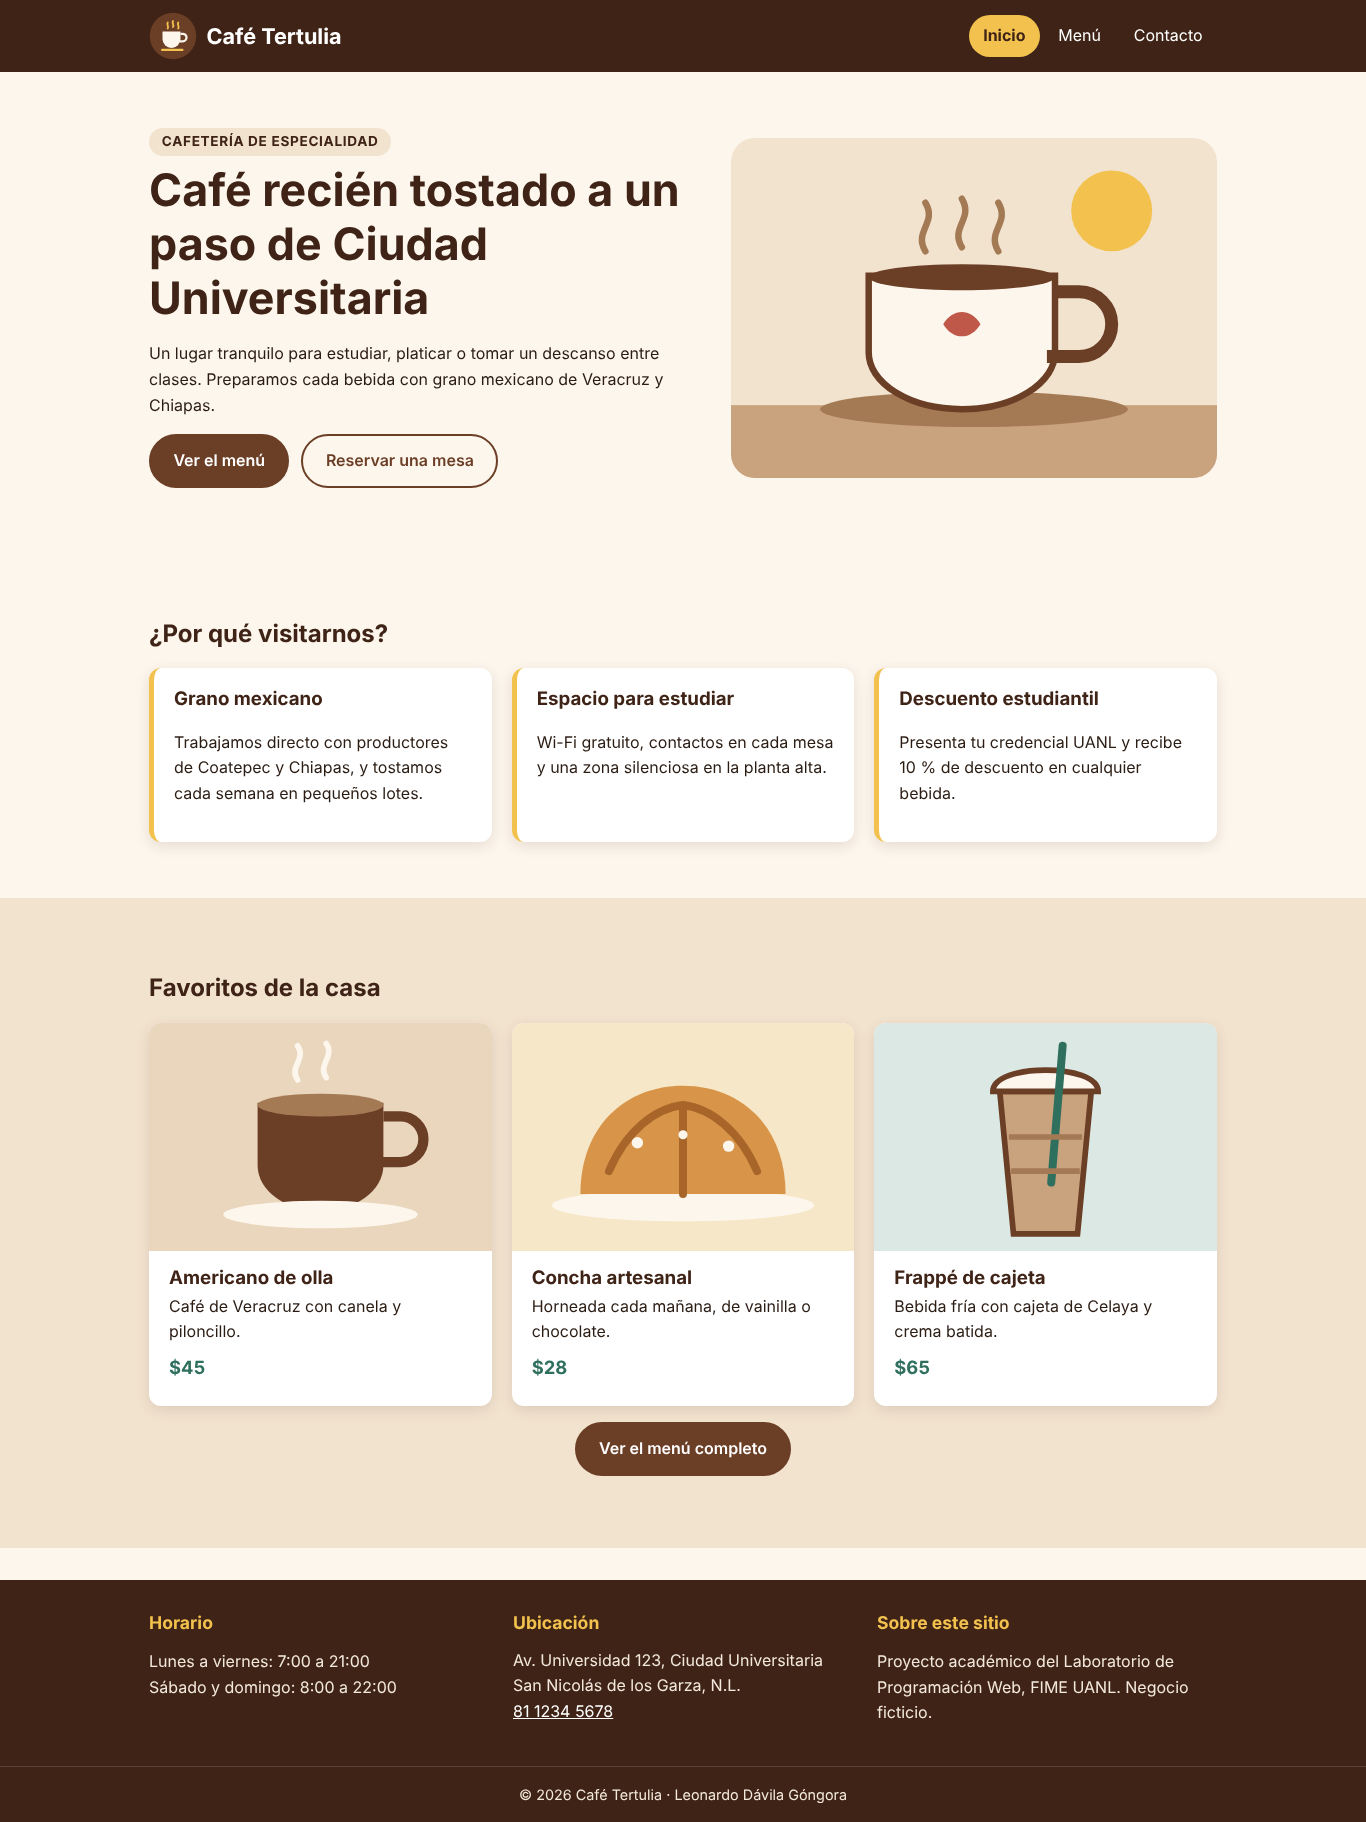 Café Tertulia
Inicio
Menú
Contacto
CAFETERÍA DE ESPECIALIDAD
Café recién tostado a un
paso de Ciudad
Universitaria
Un lugar tranquilo para estudiar, platicar o tomar un descanso entre
clases. Preparamos cada bebida con grano mexicano de Veracruz y
Chiapas.
Ver el menú
Reservar una mesa
¿Por qué visitarnos?
Grano mexicano
Trabajamos directo con productores
de Coatepec y Chiapas, y tostamos
cada semana en pequeños lotes.
Espacio para estudiar
Wi-Fi gratuito, contactos en cada mesa
y una zona silenciosa en la planta alta.
Descuento estudiantil
Presenta tu credencial UANL y recibe
10 % de descuento en cualquier
bebida.
Favoritos de la casa
Americano de olla
Café de Veracruz con canela y
piloncillo.
$45
Concha artesanal
Horneada cada mañana, de vainilla o
chocolate.
$28
Frappé de cajeta
Bebida fría con cajeta de Celaya y
crema batida.
$65
Ver el menú completo
Horario
Lunes a viernes: 7:00 a 21:00
Sábado y domingo: 8:00 a 22:00
Ubicación
Av. Universidad 123, Ciudad Universitaria
San Nicolás de los Garza, N.L.
81 1234 5678
Sobre este sitio
Proyecto académico del Laboratorio de
Programación Web, FIME UANL. Negocio
ficticio.
© 2026 Café Tertulia · Leonardo Dávila Góngora